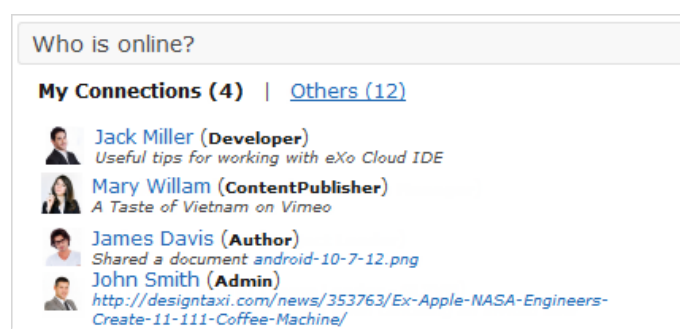 Who is online?
My Connections (4) | Others (12)
Jack Miller (Developer)
Useful tips for working with eXo Cloud IDE
Mary Willam (ContentPublisher)
A Taste of Vietnam on Vimeo
James Davis (Author)
Shared a document android-10-7-12.png
John Smith (Admin)
http://designtaxi.com/news/353763/Ex-Apple-NASA-Engineers-
Create-11-111-Coffee-Machine/